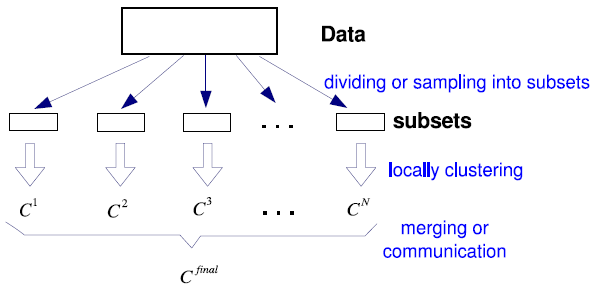 Data
dividing or sampling into subsets
. . . subsets
locally clustering
C^1 C^2 C^3 . . . C^N
merging or
communication
C^final